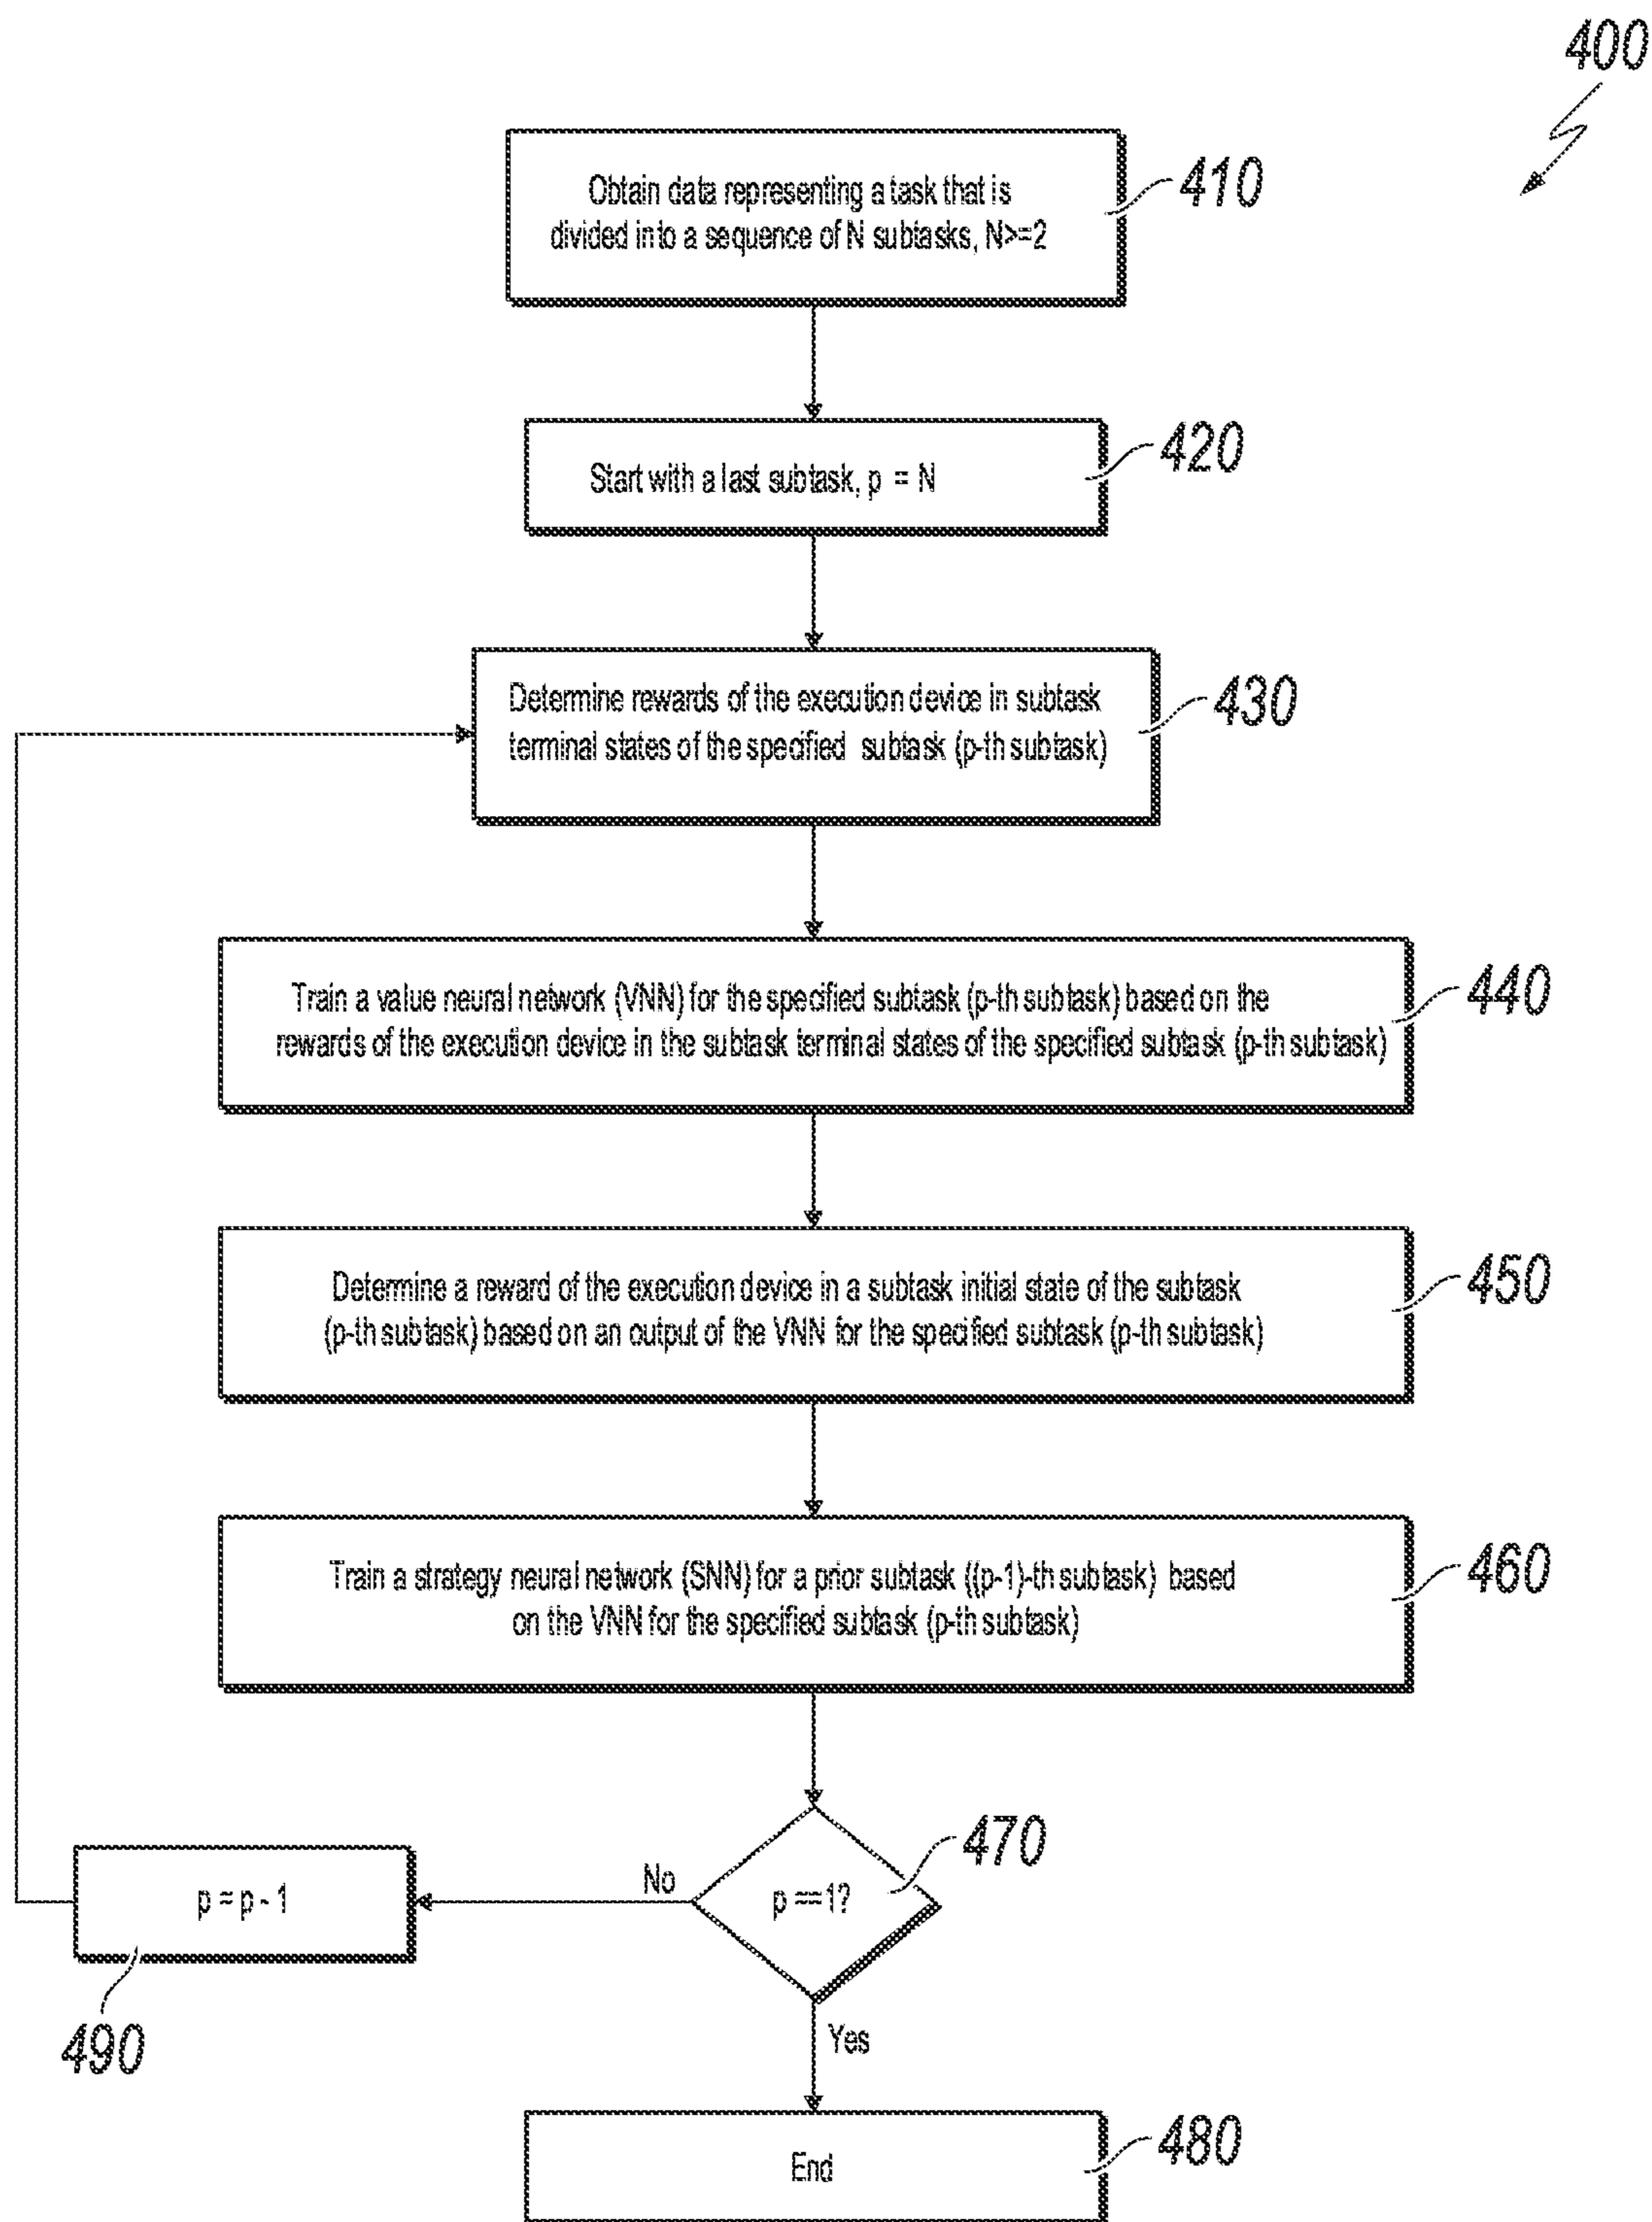 400
Obtain data representing a task that is
divided into a sequence of N subtasks, N>=2
410
Start with a last subtask, p = N
420
Determine rewards of the execution device in subtask
terminal states of the specified subtask (p-th subtask)
430
Train a value neural network (VNN) for the specified subtask (p-th subtask) based on the
rewards of the execution device in the subtask terminal states of the specified subtask (p-th subtask)
440
Determine a reward of the execution device in a subtask initial state of the subtask
(p-th subtask) based on an output of the VNN for the specified subtask (p-th subtask)
450
Train a strategy neural network (SNN) for a prior subtask ((p-1)-th subtask) based
on the VNN for the specified subtask (p-th subtask)
460
p ==1?
470
No
p = p - 1
490
Yes
End
480